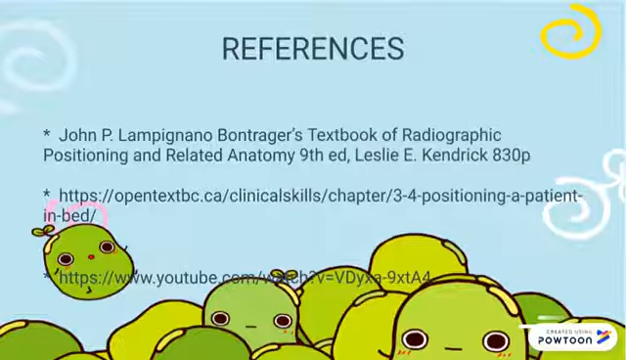 REFERENCES
* John P. Lampignano Bontrager's Textbook of Radiographic
Positioning and Related Anatomy 9th ed, Leslie E. Kendrick 830p
* https://opentextbc.ca/clinicalskills/chapter/3-4-positioning-a-patient-
in-bed/
* https://www.youtube.com/watch?v=VDyxa-9xtA4
CREATED USING
POWTOON